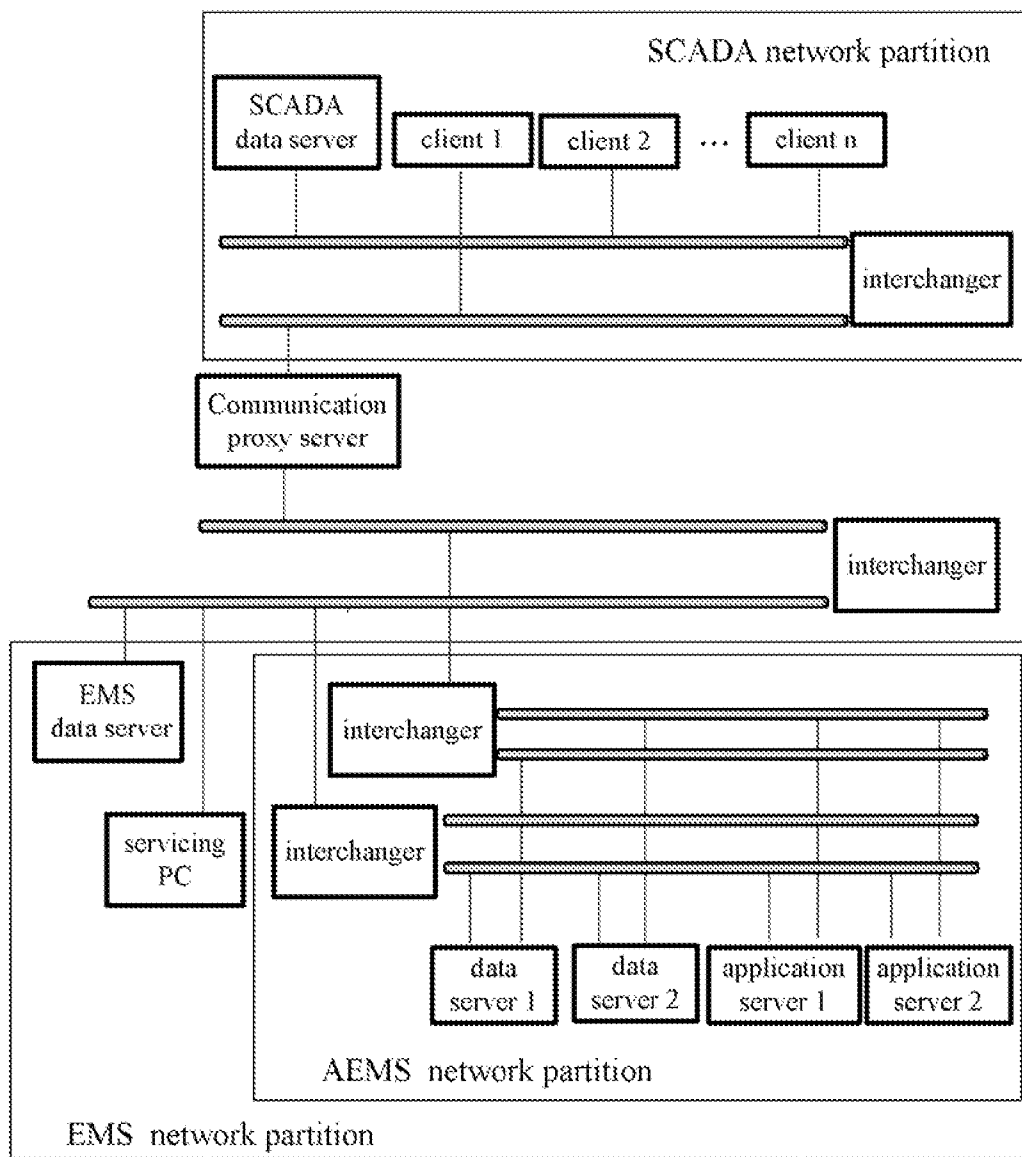 SCADA network partition
SCADA
data server
client 1
client 2
...
client n
interchanger
Communication
proxy server
interchanger
EMS
data server
interchanger
servicing
PC
interchanger
data
server 1
data
server 2
application
server 1
application
server 2
AEMS network partition
EMS network partition